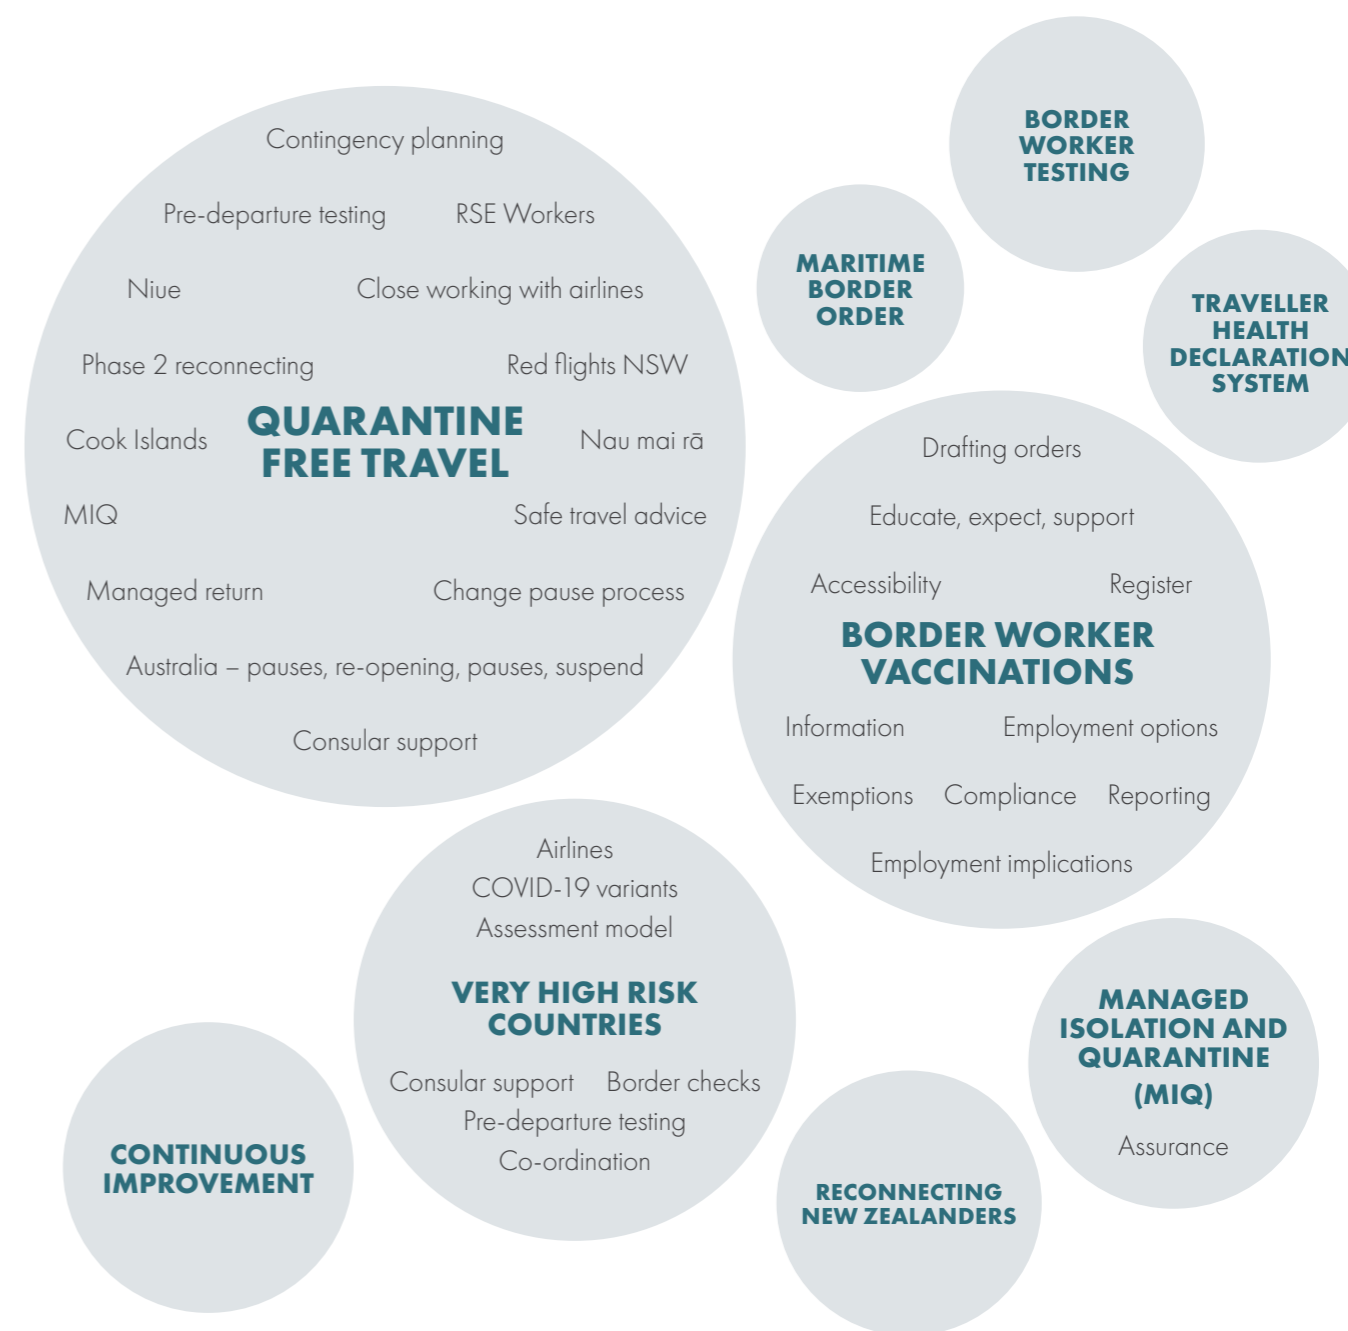 Contingency planning
Pre-departure testing
RSE Workers
Niue
Close working with airlines
Phase 2 reconnecting
Red flights NSW
Cook Islands
QUARANTINE
FREE TRAVEL
Nau mai rā
MIQ
Safe travel advice
Managed return
Change pause process
Australia – pauses, re-opening, pauses, suspend
Consular support
BORDER
WORKER
TESTING
MARITIME
BORDER
ORDER
TRAVELLER
HEALTH
DECLARATION
SYSTEM
Drafting orders
Educate, expect, support
Accessibility
Register
BORDER WORKER
VACCINATIONS
Information
Employment options
Exemptions
Compliance
Reporting
Employment implications
Airlines
COVID-19 variants
Assessment model
VERY HIGH RISK
COUNTRIES
Consular support
Border checks
Pre-departure testing
Co-ordination
MANAGED
ISOLATION AND
QUARANTINE
(MIQ)
Assurance
CONTINUOUS
IMPROVEMENT
RECONNECTING
NEW ZEALANDERS